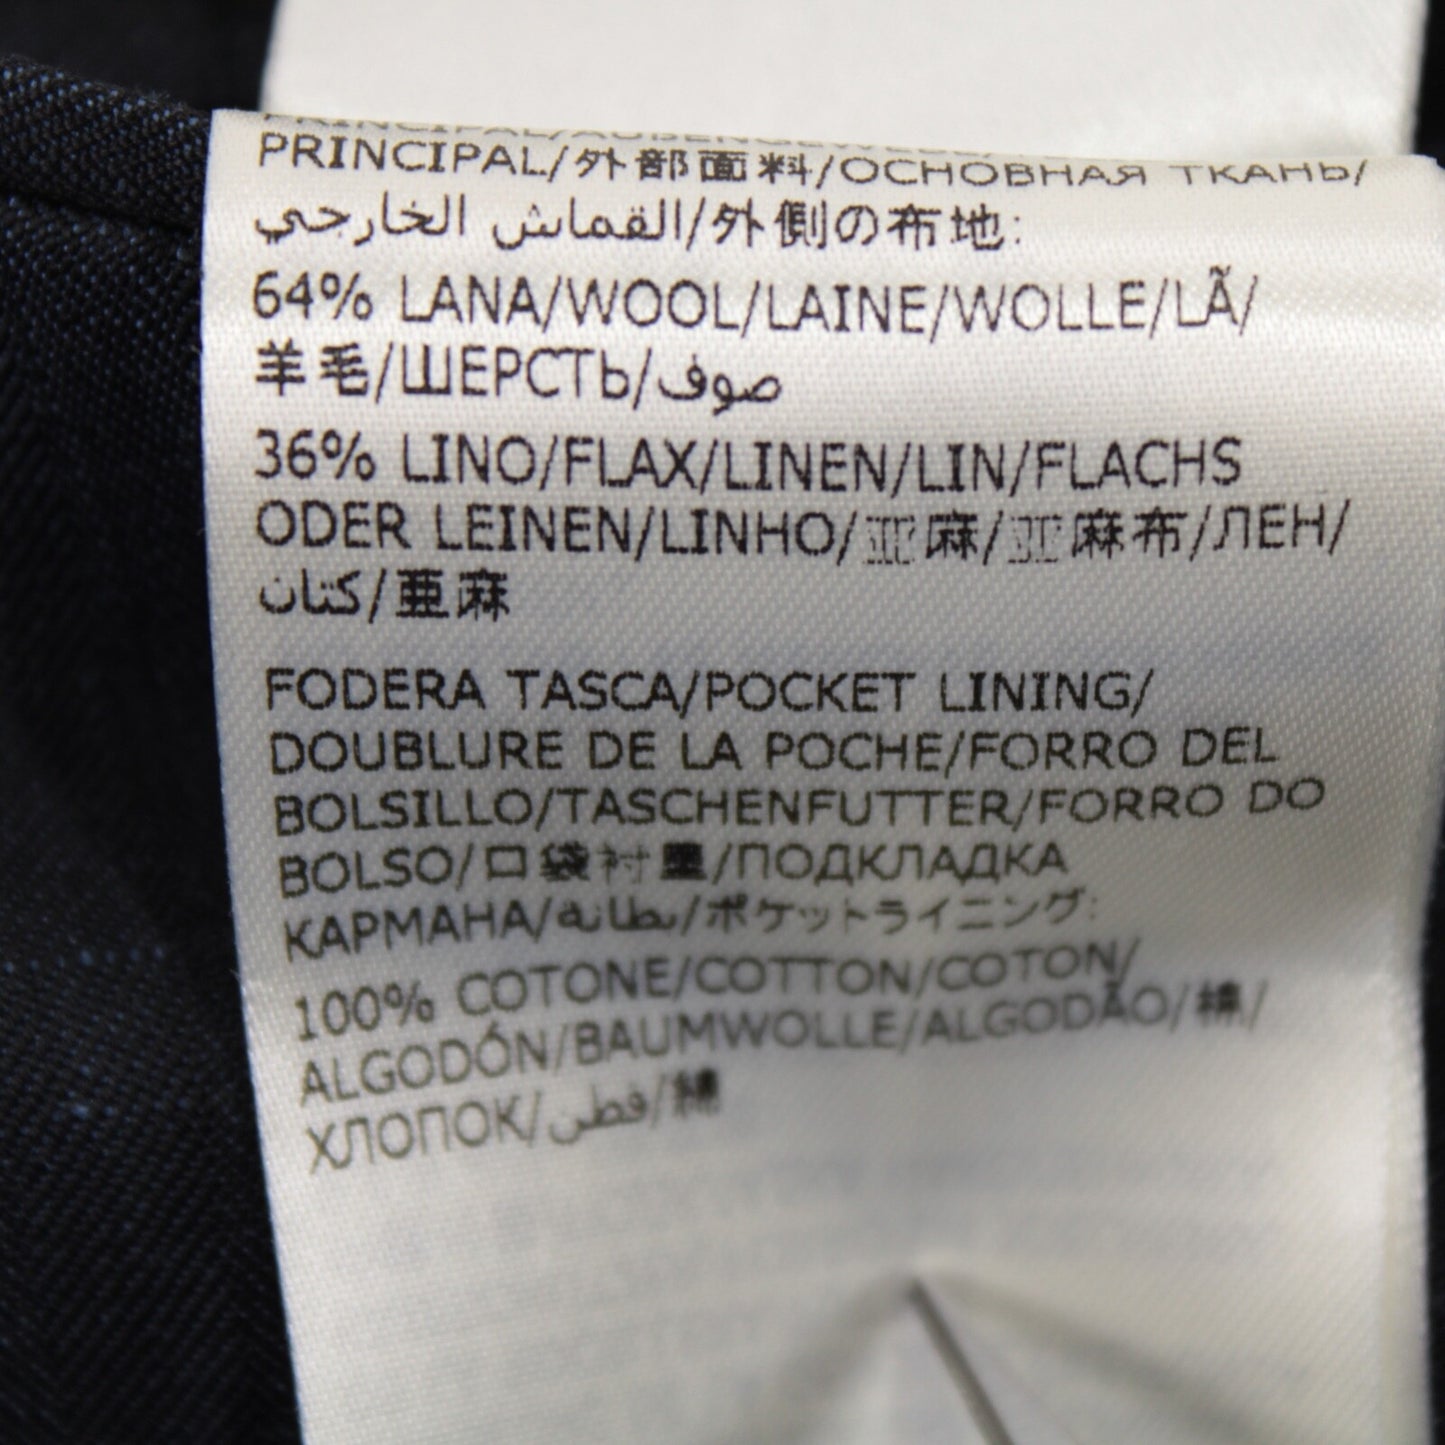 PRINCIPAL/AUßENGEWEBE/
PRINCIPAL/外部面料/ОСНОВНАЯ ТКАНЬ/
القماش الخارجي/外側の布地:
64% LANA/WOOL/LAINE/WOLLE/LÃ/
羊毛/ШЕРСТЬ/صوف
36% LINO/FLAX/LINEN/LIN/FLACHS
ODER LEINEN/LINHO/亚麻/亚麻布/ЛЕН/
كتان/亜麻
FODERA TASCA/POCKET LINING/
DOUBLURE DE LA POCHE/FORRO DEL
BOLSILLO/TASCHENFUTTER/FORRO DO
BOLSO/口袋衬里/ПОДКЛАДКА
КАРМАНА/بطانة/ポケットライニング:
100% COTONE/COTTON/COTON/
ALGODÓN/BAUMWOLLE/ALGODÃO/棉/
ХЛОПОК/قطن/綿